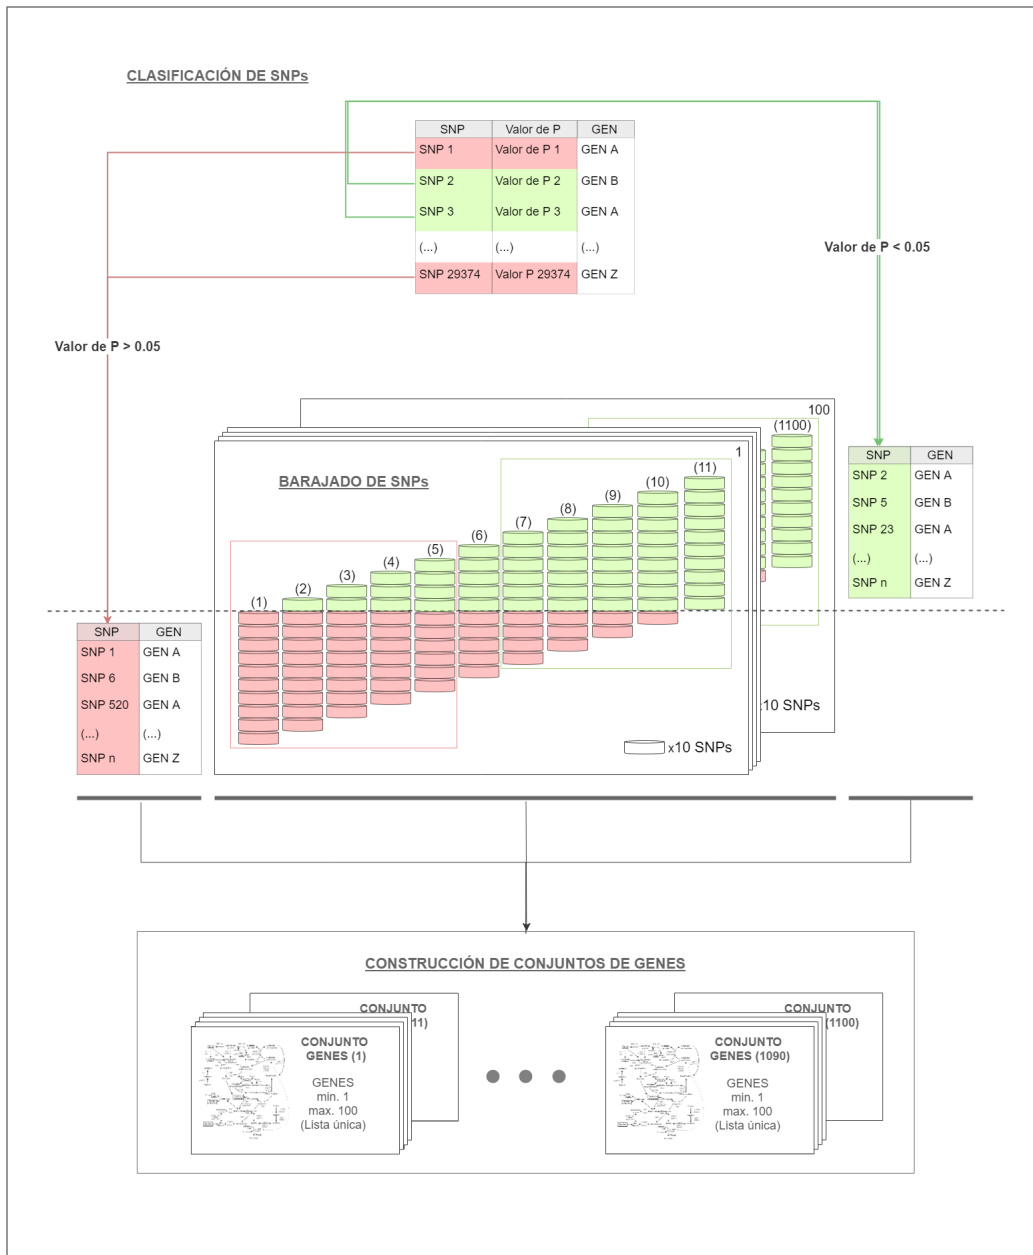 CLASIFICACIÓN DE SNPs
SNP Valor de P GEN
SNP 1 Valor de P 1 GEN A
SNP 2 Valor de P 2 GEN B
SNP 3 Valor de P 3 GEN A
(...) (...) (...)
SNP 29374 Valor P 29374 GEN Z
Valor de P < 0.05
Valor de P > 0.05
100
(1100)
1
BARAJADO DE SNPs
(1) (2) (3) (4) (5) (6) (7) (8) (9) (10) (11)
SNP GEN
SNP 2 GEN A
SNP 5 GEN B
SNP 23 GEN A
(...) (...)
SNP n GEN Z
SNP GEN
SNP 1 GEN A
SNP 6 GEN B
SNP 520 GEN A
(...) (...)
SNP n GEN Z
x10 SNPs
x10 SNPs
CONSTRUCCIÓN DE CONJUNTOS DE GENES
CONJUNTO
11)
CONJUNTO
GENES (1)
GENES
min. 1
max. 100
(Lista única)
CONJUNTO
(1100)
CONJUNTO
GENES (1090)
GENES
min. 1
max. 100
(Lista única)